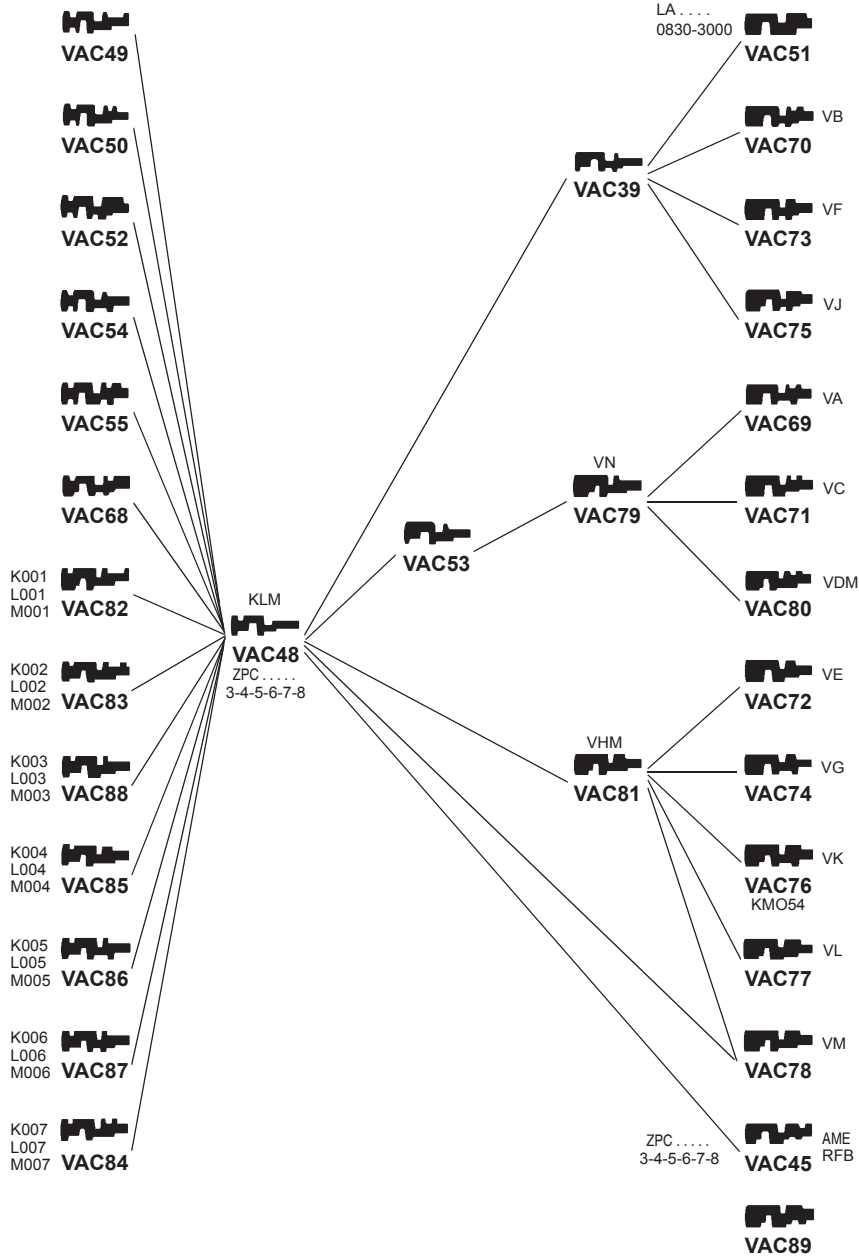 VAC49
VAC50
VAC52
VAC54
VAC55
VAC68
K001
L001
M001
VAC82
K002
L002
M002
VAC83
K003
L003
M003
VAC88
K004
L004
M004
VAC85
K005
L005
M005
VAC86
K006
L006
M006
VAC87
K007
L007
M007
VAC84
KLM
VAC48
ZPC . . . . .
3-4-5-6-7-8
VAC53
VAC39
VN
VAC79
VHM
VAC81
LA . . . .
0830-3000
VAC51
VB
VAC70
VF
VAC73
VJ
VAC75
VA
VAC69
VC
VAC71
VDM
VAC80
VE
VAC72
VG
VAC74
VK
VAC76
KMO54
VL
VAC77
VM
VAC78
ZPC . . . . .
3-4-5-6-7-8
AME
RFB
VAC45
VAC89